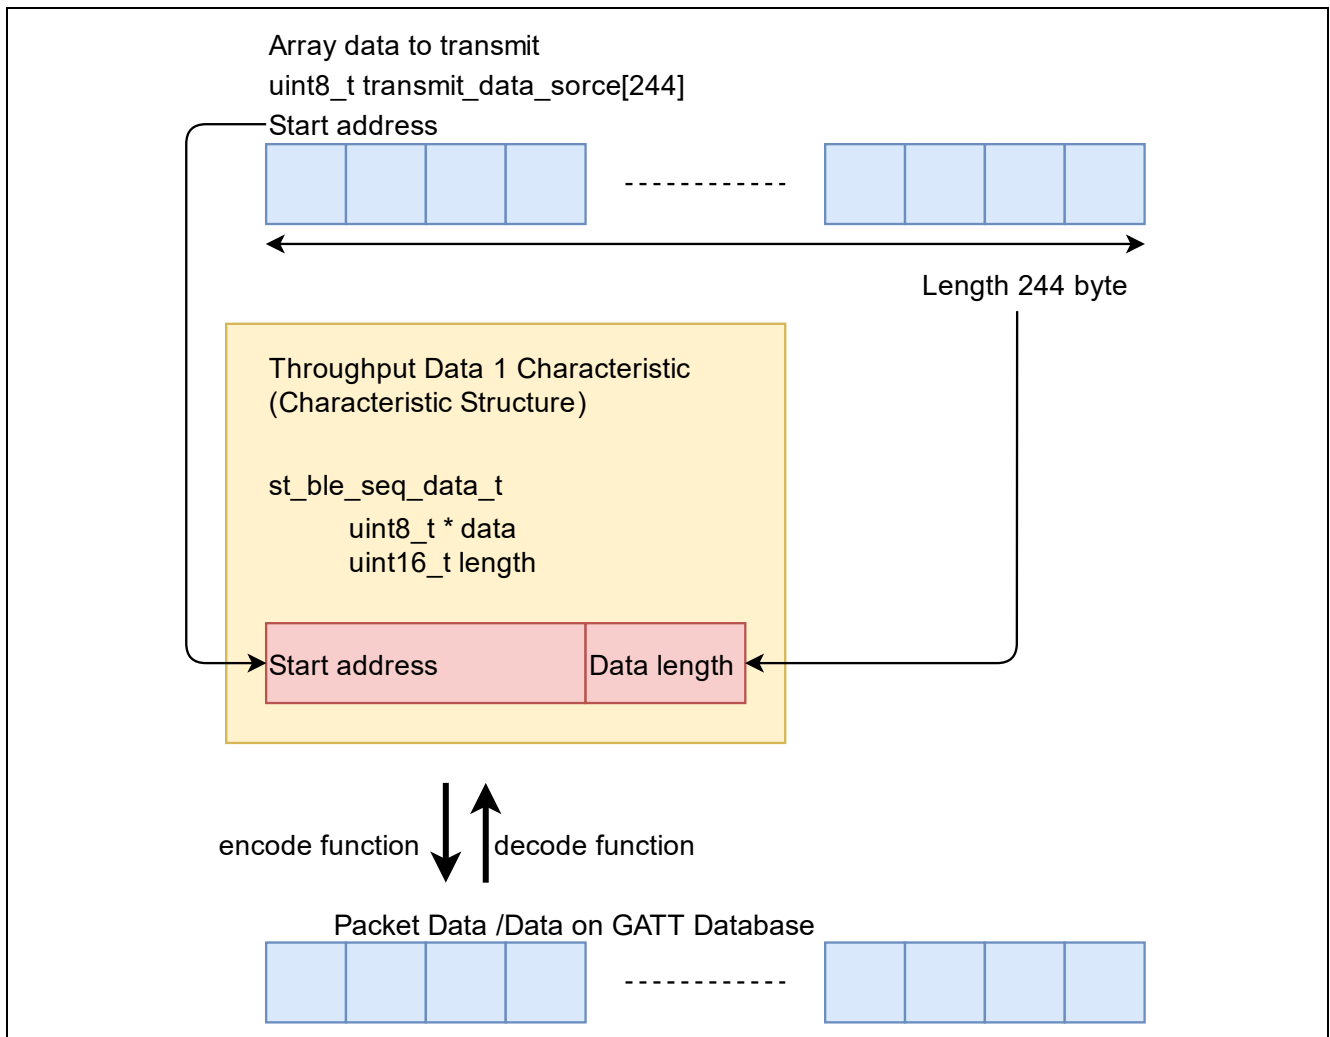 Array data to transmit
uint8_t transmit_data_sorce[244]
Start address
Length 244 byte
Throughput Data 1 Characteristic
(Characteristic Structure)
st_ble_seq_data_t
uint8_t * data
uint16_t length
Start address
Data length
encode function
decode function
Packet Data /Data on GATT Database